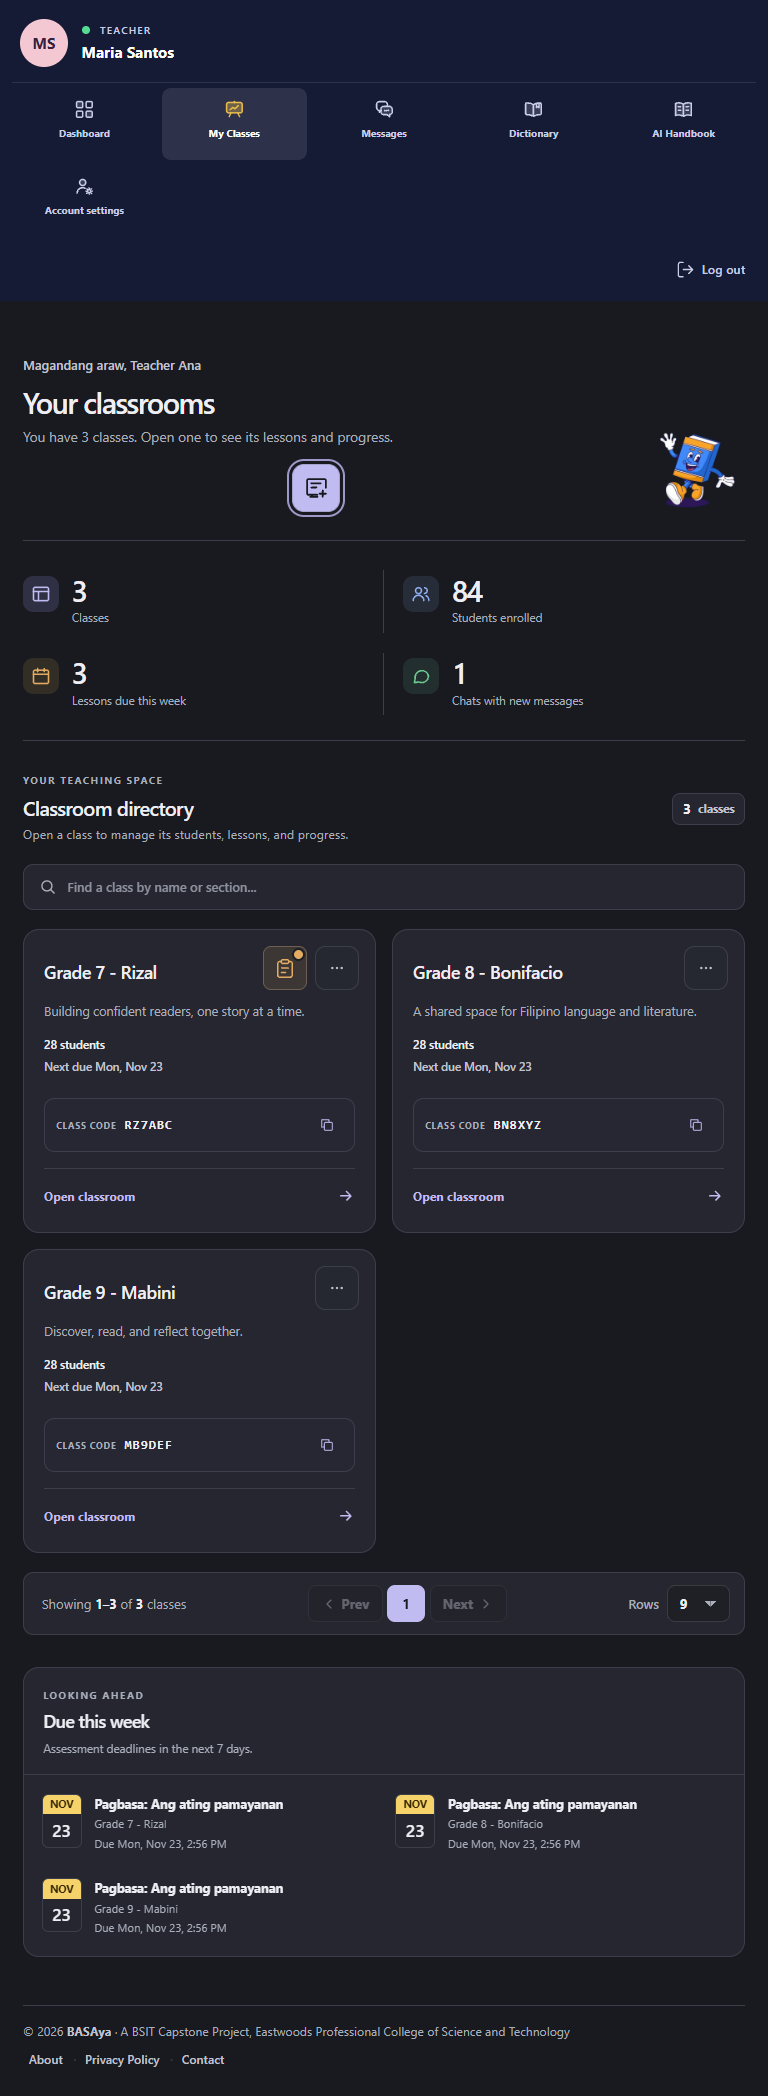 MS
TEACHER
Maria Santos
Dashboard
My Classes
Messages
Dictionary
AI Handbook
Account settings
Log out
Magandang araw, Teacher Ana
Your classrooms
You have 3 classes. Open one to see its lessons and progress.
3
Classes
84
Students enrolled
3
Lessons due this week
1
Chats with new messages
YOUR TEACHING SPACE
Classroom directory
3 classes
Open a class to manage its students, lessons, and progress.
Find a class by name or section...
Grade 7 - Rizal
Building confident readers, one story at a time.
28 students
Next due Mon, Nov 23
CLASS CODE RZ7ABC
Open classroom
Grade 8 - Bonifacio
A shared space for Filipino language and literature.
28 students
Next due Mon, Nov 23
CLASS CODE BN8XYZ
Open classroom
Grade 9 - Mabini
Discover, read, and reflect together.
28 students
Next due Mon, Nov 23
CLASS CODE MB9DEF
Open classroom
Showing 1–3 of 3 classes
Prev
1
Next
Rows
9
LOOKING AHEAD
Due this week
Assessment deadlines in the next 7 days.
NOV
23
Pagbasa: Ang ating pamayanan
Grade 7 - Rizal
Due Mon, Nov 23, 2:56 PM
NOV
23
Pagbasa: Ang ating pamayanan
Grade 8 - Bonifacio
Due Mon, Nov 23, 2:56 PM
NOV
23
Pagbasa: Ang ating pamayanan
Grade 9 - Mabini
Due Mon, Nov 23, 2:56 PM
© 2026 BASAya · A BSIT Capstone Project, Eastwoods Professional College of Science and Technology
About · Privacy Policy · Contact